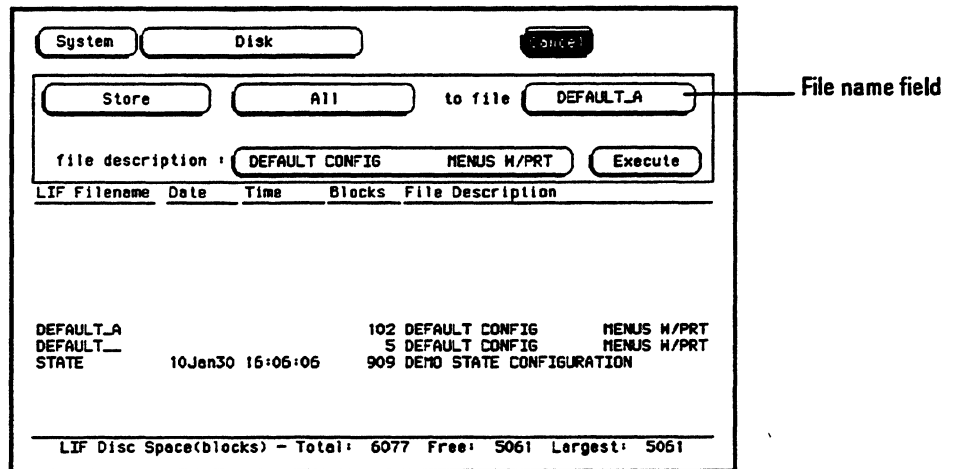 System Disk Cancel
Store All to file DEFAULT_A
File name field
file description : DEFAULT CONFIG MENUS W/PRT Execute
LIF Filename Date Time Blocks File Description
DEFAULT_A 102 DEFAULT CONFIG MENUS W/PRT
DEFAULT__ 5 DEFAULT CONFIG MENUS W/PRT
STATE 10Jan30 16:06:06 909 DEMO STATE CONFIGURATION
LIF Disc Space(blocks) - Total: 6077 Free: 5061 Largest: 5061